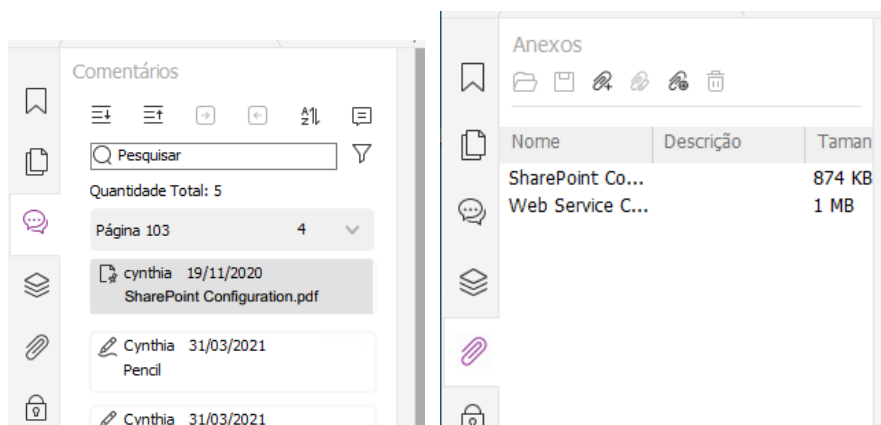 Comentários
Pesquisar
Quantidade Total: 5
Página 103 4
cynthia 19/11/2020
SharePoint Configuration.pdf
Cynthia 31/03/2021
Pencil
Cynthia 31/03/2021
Anexos
Nome Descrição Taman
SharePoint Co... 874 KB
Web Service C... 1 MB